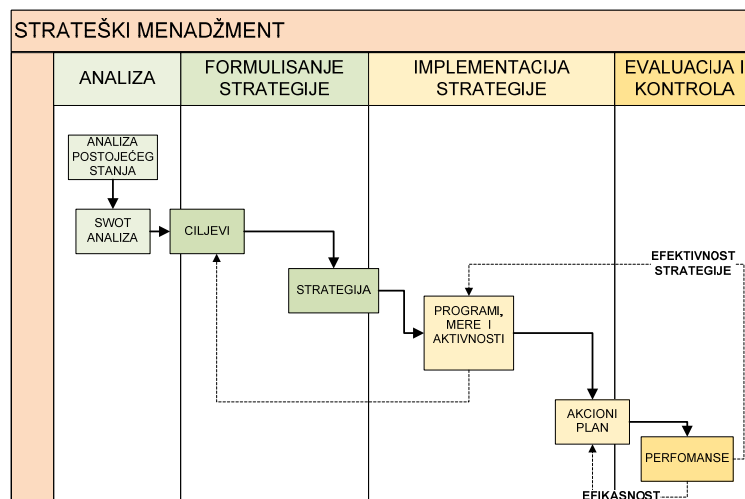 STRATEŠKI MENADŽMENT
ANALIZA
FORMULISANJE
STRATEGIJE
IMPLEMENTACIJA
STRATEGIJE
EVALUACIJA I
KONTROLA
ANALIZA
POSTOJEĆEG
STANJA
SWOT
ANALIZA
CILJEVI
STRATEGIJA
PROGRAMI,
MERE I
AKTIVNOSTI
EFEKTIVNOST
STRATEGIJE
AKCIONI
PLAN
PERFOMANSE
EFIKASNOST